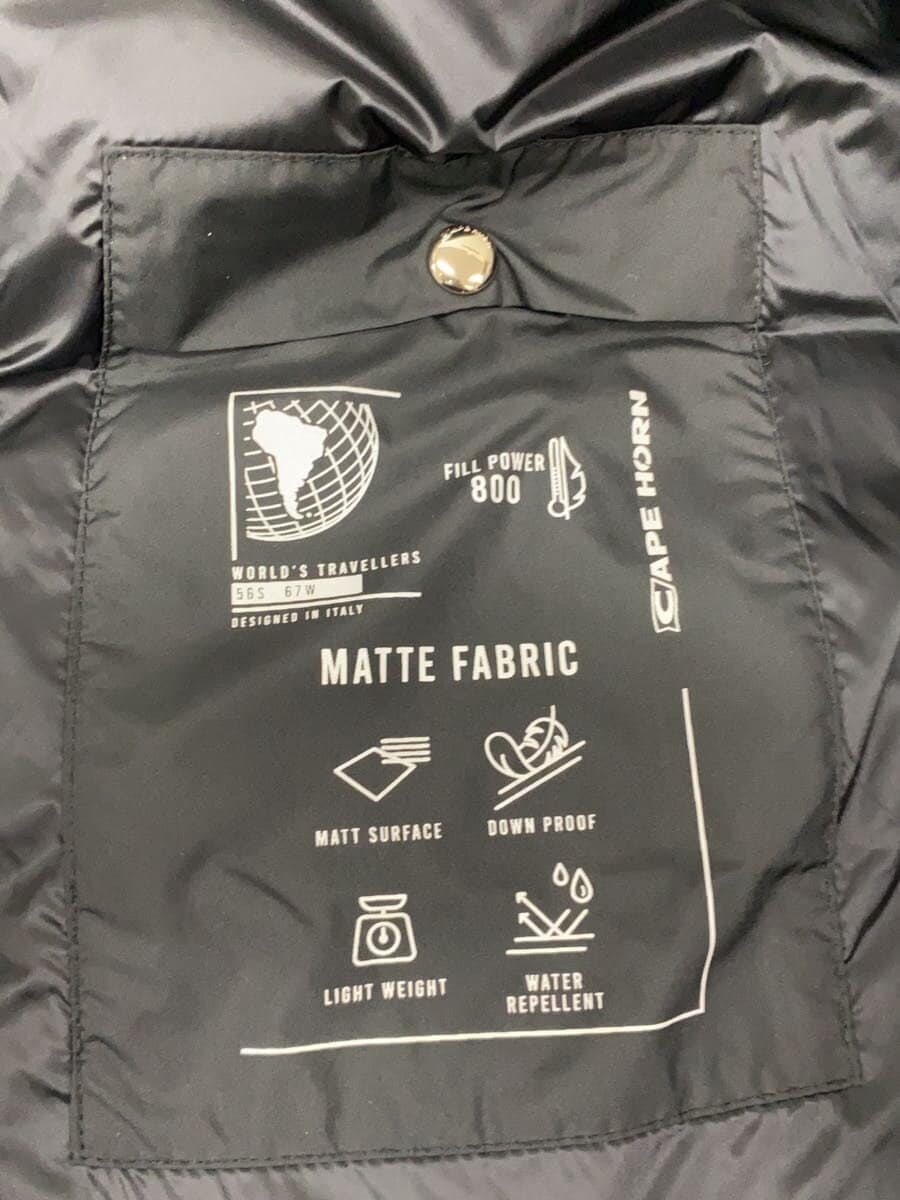 FILL POWER
800
CAPE HORN
WORLD'S TRAVELLERS
56S 67W
DESIGNED IN ITALY
MATTE FABRIC
MATT SURFACE
DOWN PROOF
LIGHT WEIGHT
WATER
REPELLENT